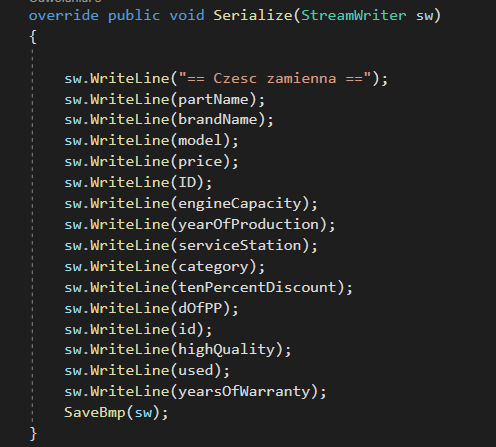 override public void Serialize(StreamWriter sw)
{
sw.WriteLine("== Czesc zamienna ==");
sw.WriteLine(partName);
sw.WriteLine(brandName);
sw.WriteLine(model);
sw.WriteLine(price);
sw.WriteLine(ID);
sw.WriteLine(engineCapacity);
sw.WriteLine(yearOfProduction);
sw.WriteLine(serviceStation);
sw.WriteLine(category);
sw.WriteLine(tenPercentDiscount);
sw.WriteLine(dOfPP);
sw.WriteLine(id);
sw.WriteLine(highQuality);
sw.WriteLine(used);
sw.WriteLine(yearsOfWarranty);
SaveBmp(sw);
}